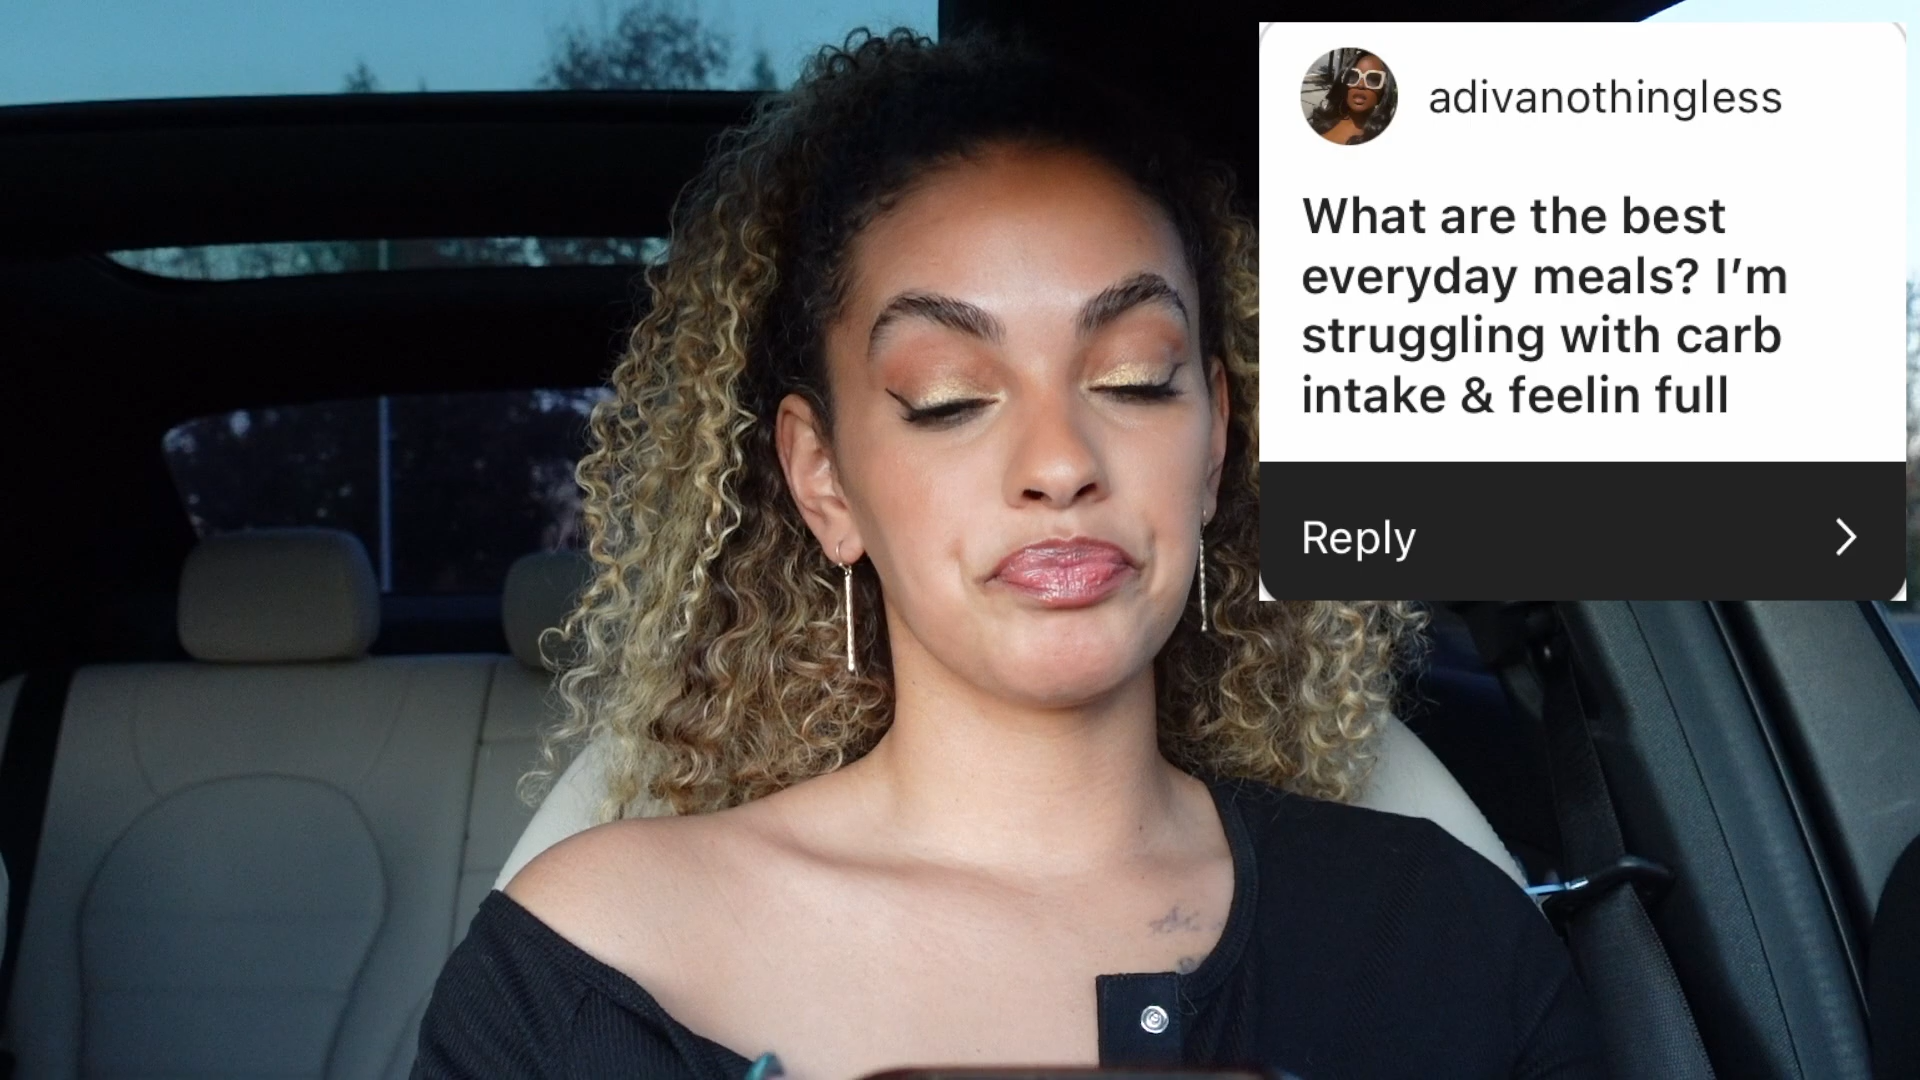 adivanothingless
What are the best
everyday meals? I’m
struggling with carb
intake & feelin full
Reply